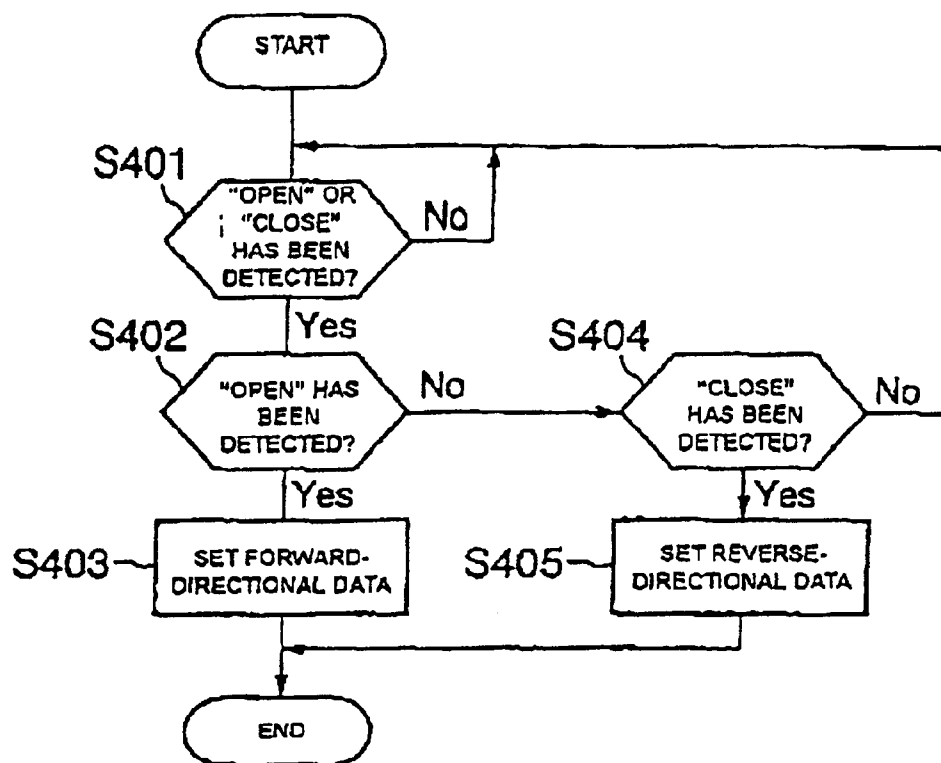 START
S401
"OPEN" OR
"CLOSE"
HAS BEEN
DETECTED?
No
Yes
S402
"OPEN" HAS
BEEN
DETECTED?
No
S404
"CLOSE"
HAS BEEN
DETECTED?
No
Yes
Yes
S403
SET FORWARD-
DIRECTIONAL DATA
S405
SET REVERSE-
DIRECTIONAL DATA
END